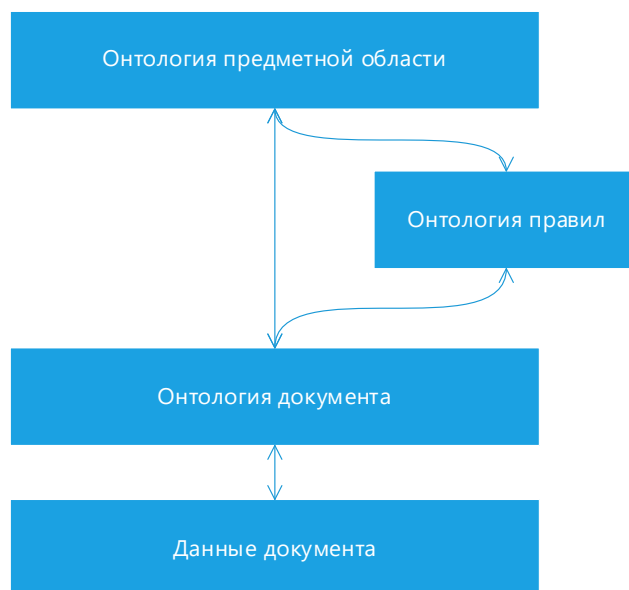 Онтология предметной области
Онтология правил
Онтология документа
Данные документа